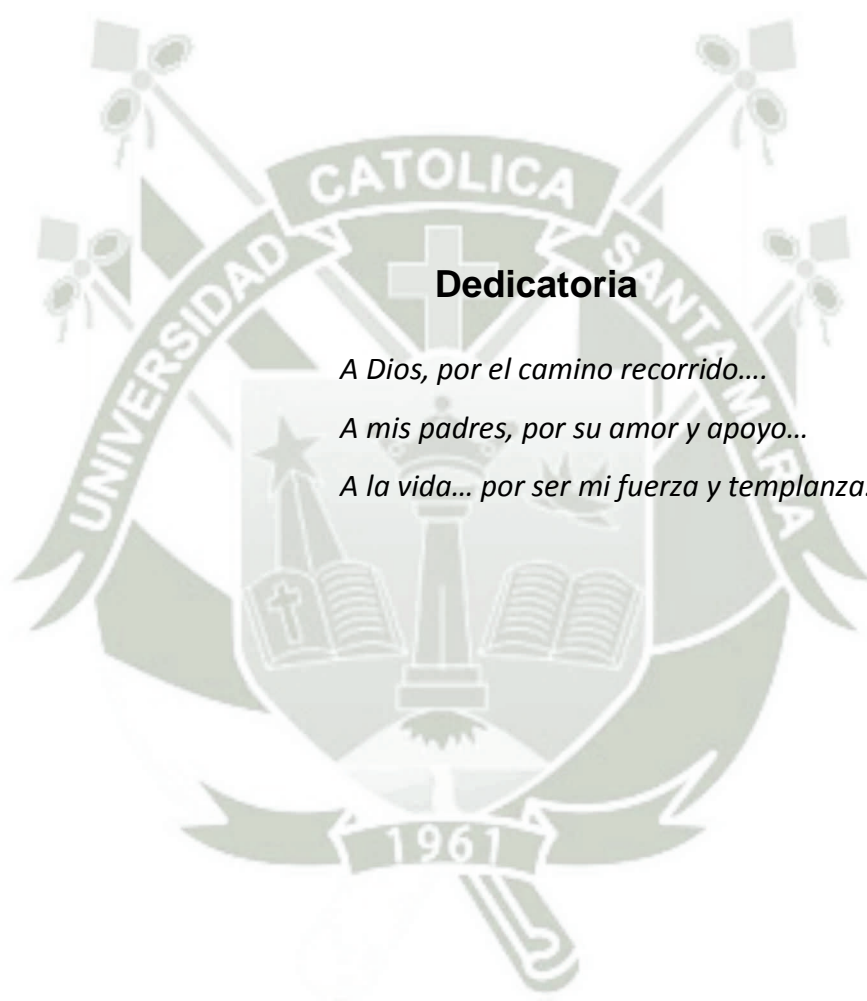 UNIVERSIDAD CATOLICA SANTA MARIA
Dedicatoria
A Dios, por el camino recorrido....
A mis padres, por su amor y apoyo...
A la vida... por ser mi fuerza y templanza.
1961